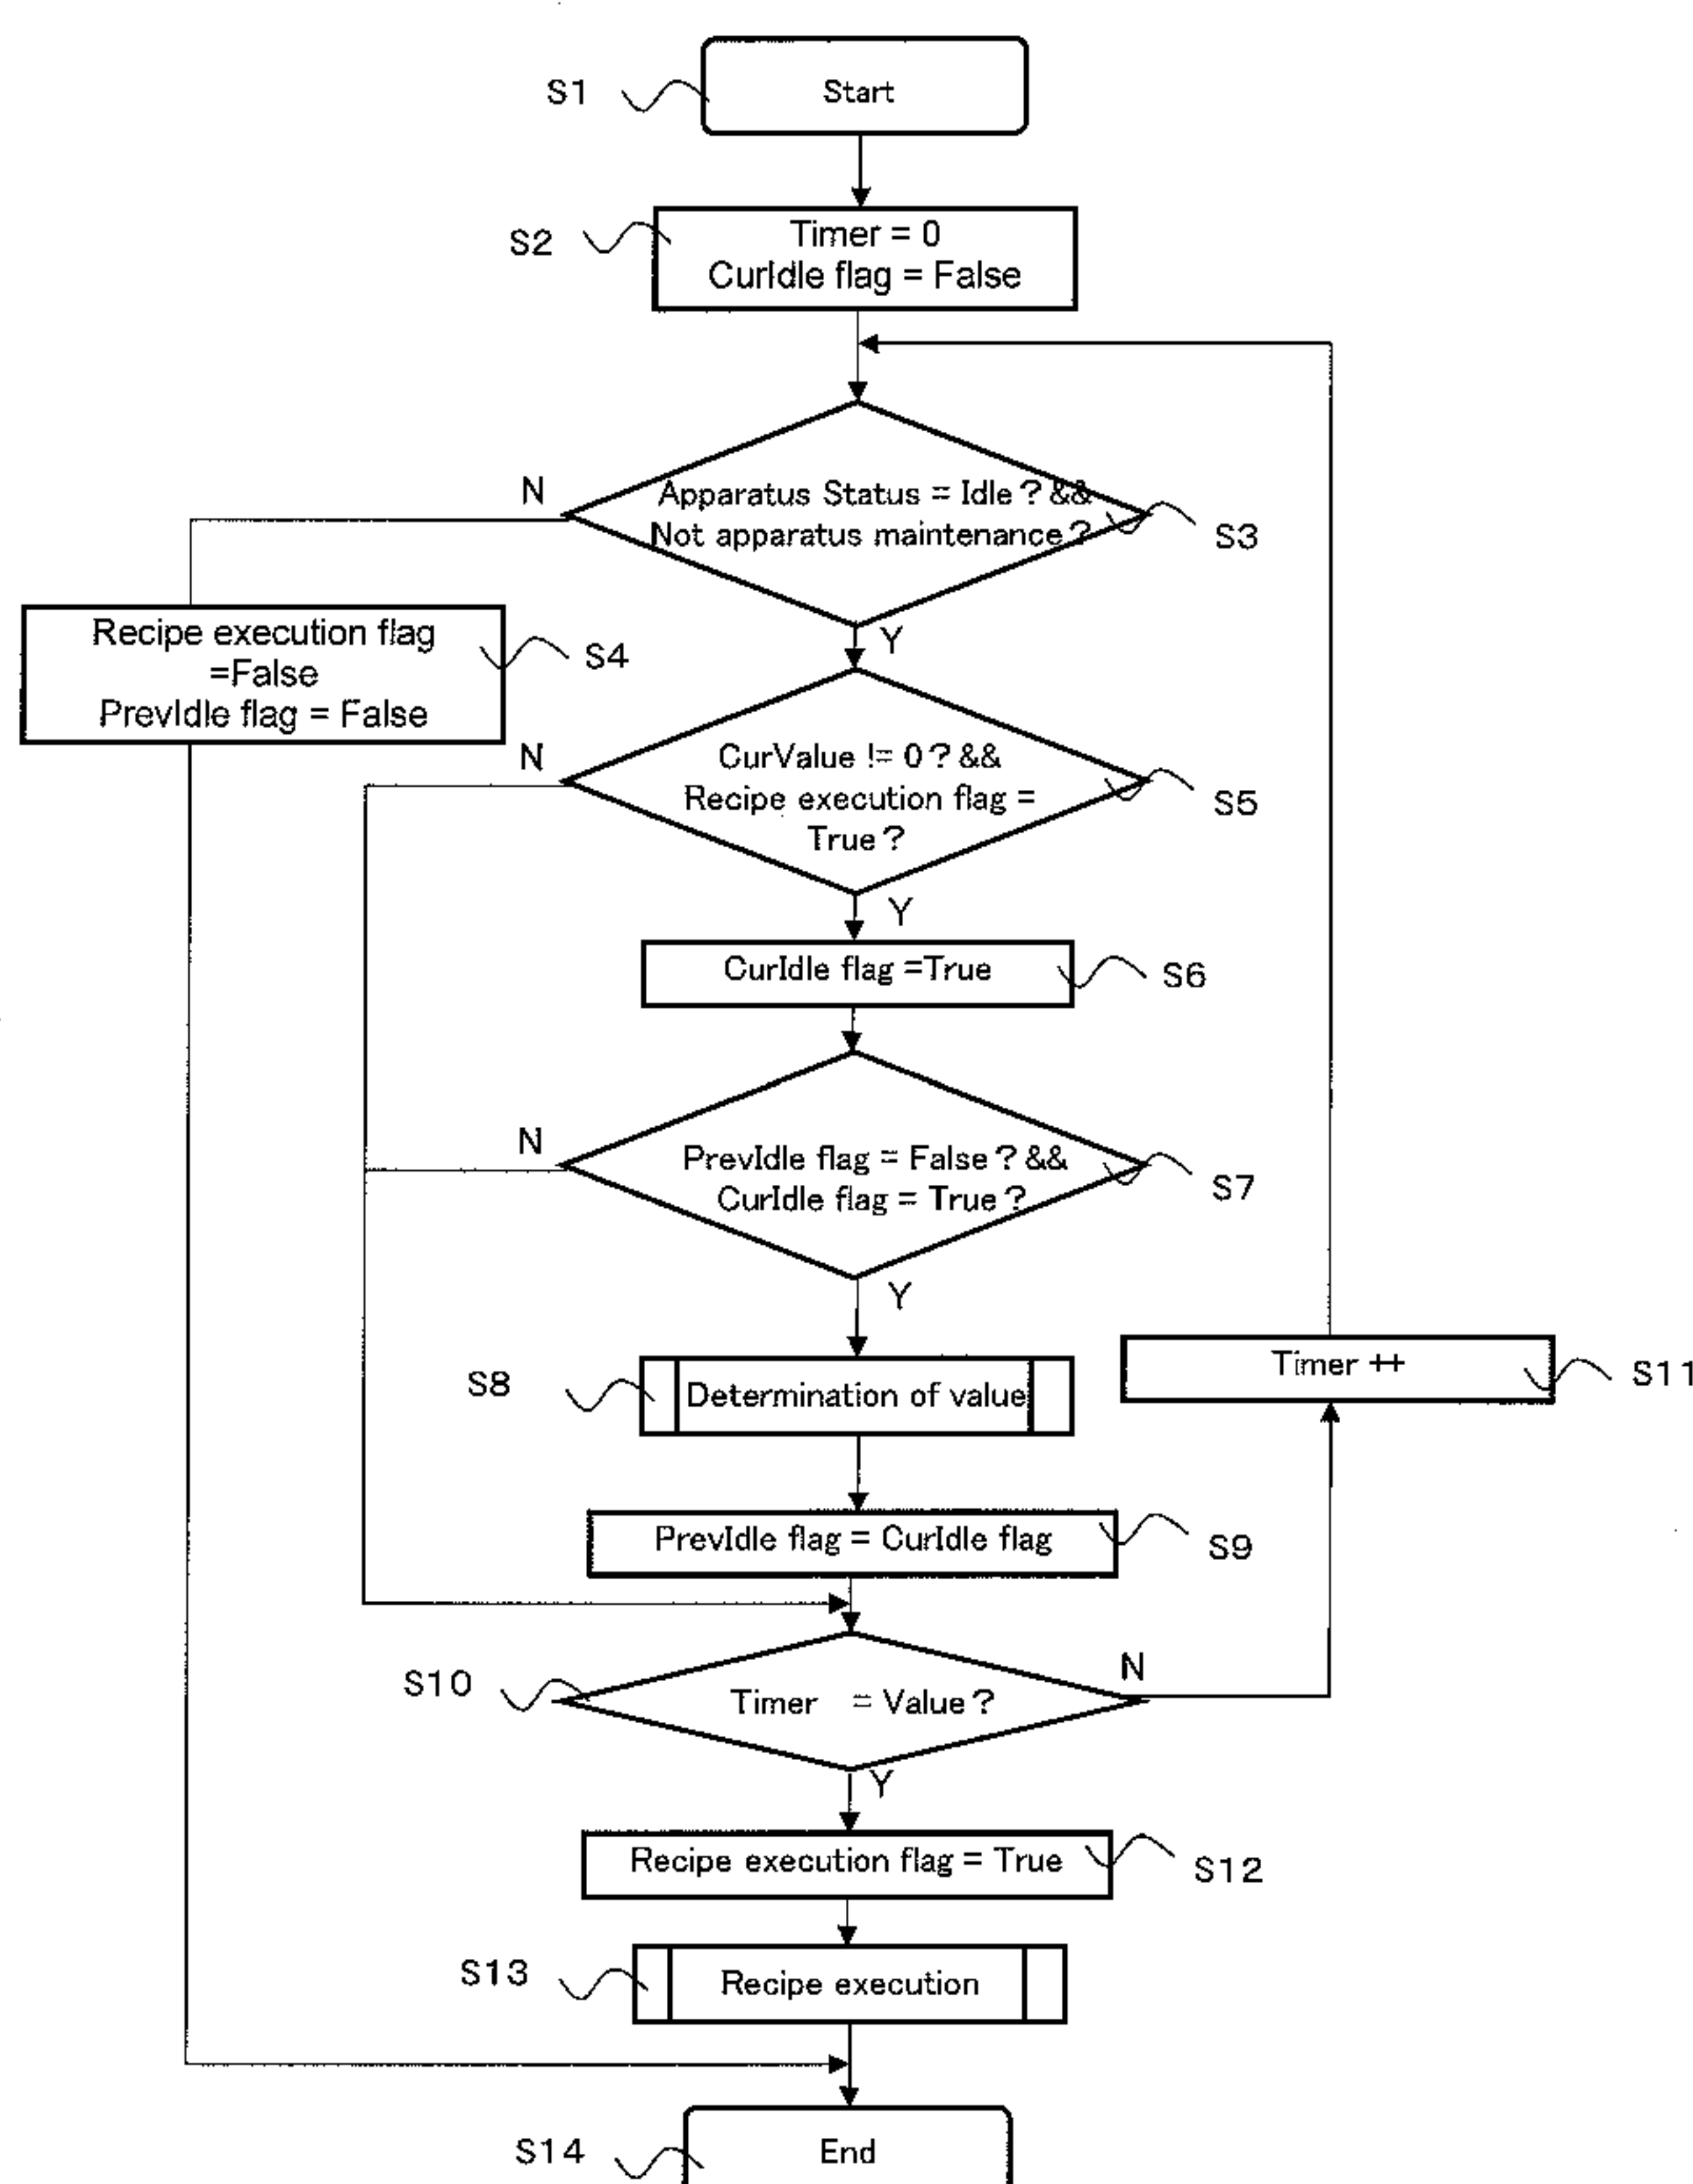 S1
Start
S2
Timer = 0
CurIdle flag = False
N
Apparatus Status = Idle ? &&
Not apparatus maintenance ?
S3
Y
Recipe execution flag
=False
PrevIdle flag = False
S4
N
CurValue != 0 ? &&
Recipe execution flag =
True ?
S5
Y
CurIdle flag =True
S6
N
PrevIdle flag = False ? &&
CurIdle flag = True ?
S7
Y
S8
Determination of value
Timer ++
S11
PrevIdle flag = CurIdle flag
S9
S10
Timer = Value ?
N
Y
Recipe execution flag = True
S12
S13
Recipe execution
S14
End